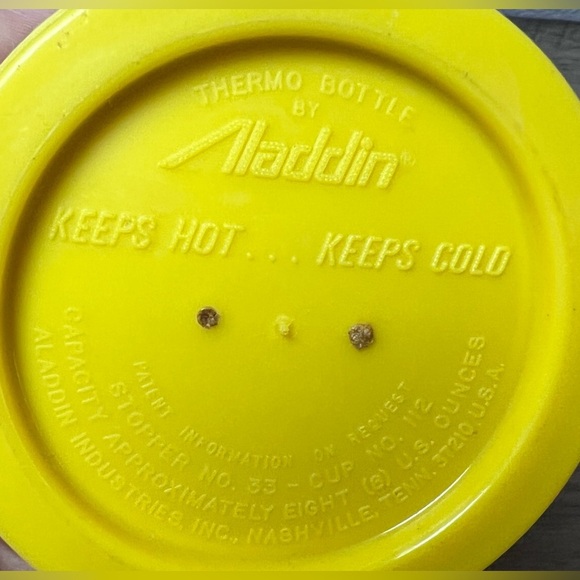 THERMO BOTTLE
BY
Aladdin®
KEEPS HOT... KEEPS COLD
PATENT INFORMATION ON REQUEST
STOPPER NO. 33 - CUP NO. 112
CAPACITY APPROXIMATELY EIGHT (8) U.S. OUNCES
ALADDIN INDUSTRIES, INC., NASHVILLE, TENN. 37210, U.S.A.